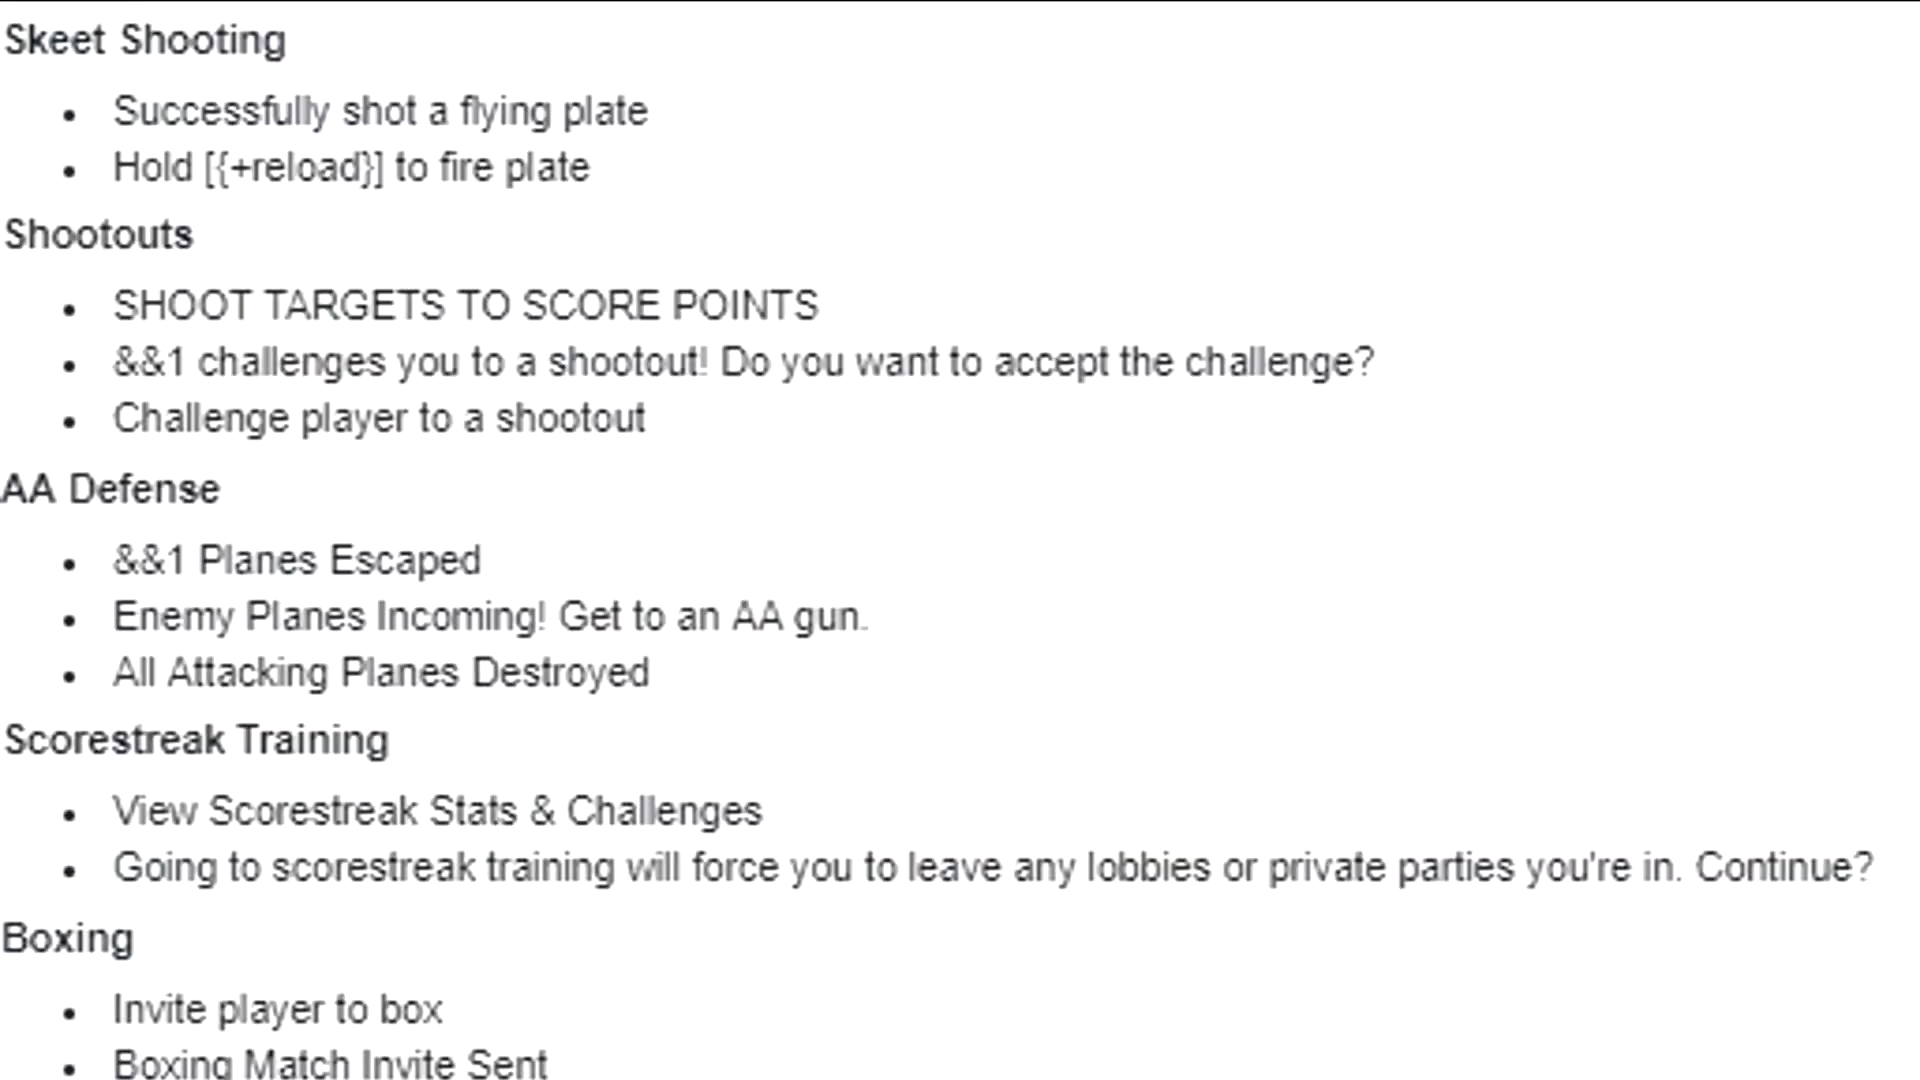 Skeet Shooting
• Successfully shot a flying plate
• Hold [{+reload}] to fire plate
Shootouts
• SHOOT TARGETS TO SCORE POINTS
• &&1 challenges you to a shootout! Do you want to accept the challenge?
• Challenge player to a shootout
AA Defense
• &&1 Planes Escaped
• Enemy Planes Incoming! Get to an AA gun.
• All Attacking Planes Destroyed
Scorestreak Training
• View Scorestreak Stats & Challenges
• Going to scorestreak training will force you to leave any lobbies or private parties you're in. Continue?
Boxing
• Invite player to box
• Boxing Match Invite Sent